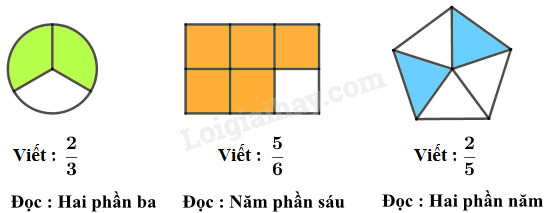 Loigiaihay.com
Viết : 2/3
Viết : 5/6
Viết : 2/5
Đọc : Hai phần ba
Đọc : Năm phần sáu
Đọc : Hai phần năm